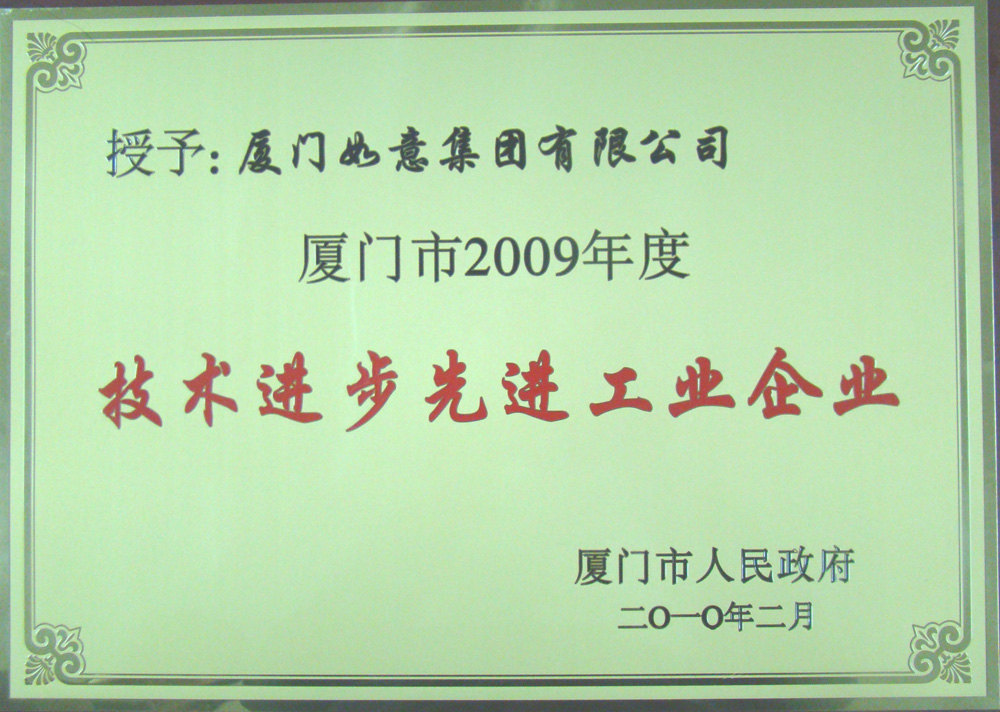 授予:厦门如意集团有限公司
厦门市2009年度
技术进步先进工业企业
厦门市人民政府
二O一O年二月